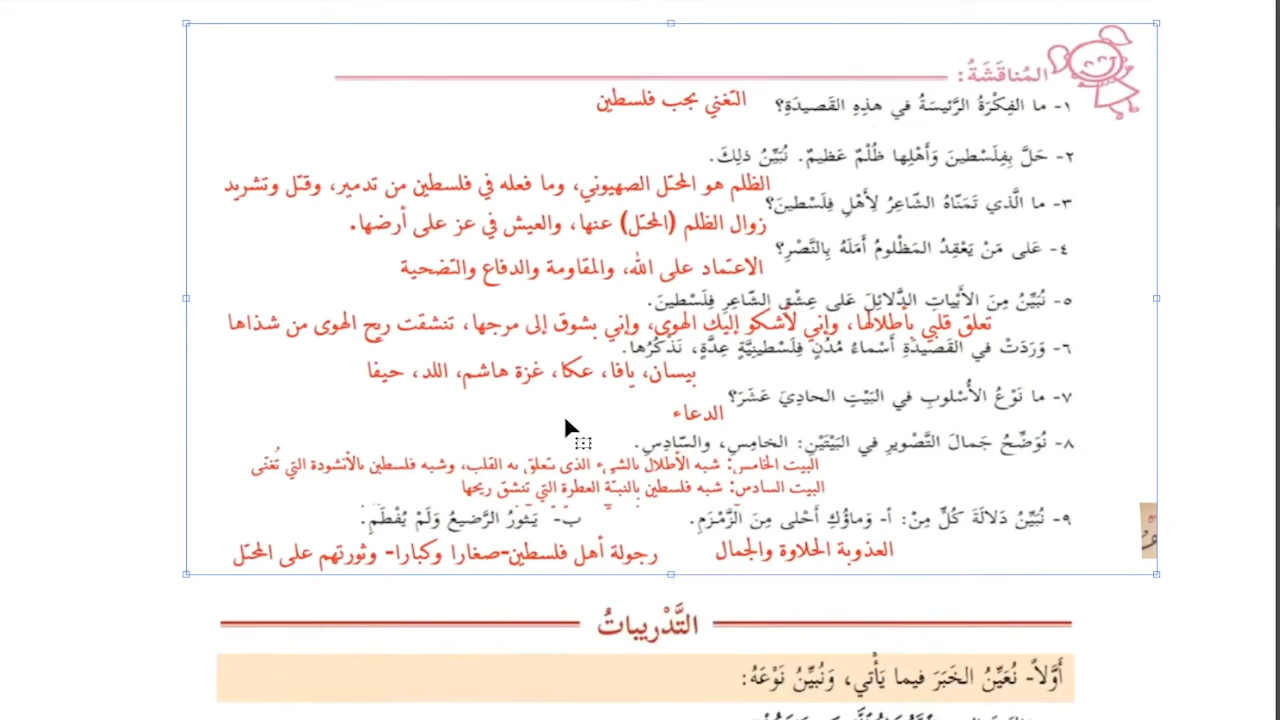 المُناقَشَةُ:
١- ما الفِكْرَةُ الرَّئيسَةُ في هذِهِ القَصيدَةِ؟ التغني بحب فلسطين
٢- حَلَّ بِفِلَسْطينَ وَأَهْلِها ظُلْمٌ عَظيمٌ. نُبَيِّنُ ذلِكَ.
الظلم هو المحتل الصهيوني، وما فعله في فلسطين من تدمير، وقتل وتشريد
٣- ما الَّذي تَمَنّاهُ الشّاعِرُ لِأَهْلِ فِلَسْطينَ؟
زوال الظلم (المحتل) عنها، والعيش في عز على أرضها.
٤- عَلى مَنْ يَعْقِدُ المَظْلومُ أَمَلَهُ بِالنَّصْرِ؟
الاعتماد على الله، والمقاومة والدفاع والتضحية
٥- نُبَيِّنُ مِنَ الأَبْياتِ الدَّلائِلَ عَلى عِشْقِ الشّاعِرِ فِلَسْطينَ.
تعلق قلبي بأطلالها، وإني لأشكو إليك الهوى، وإني بشوق إلى مرجها، تنشقت ريح الهوى من شذاها
٦- وَرَدَتْ في القَصيدَةِ أَسْماءُ مُدُنٍ فِلَسْطينِيَّةٍ عِدَّةٍ، نَذْكُرُها.
بيسان، يافا، عكا، غزة هاشم، اللد، حيفا
٧- ما نَوْعُ الأُسْلوبِ في البَيْتِ الحادِيَ عَشَرَ؟
الدعاء
٨- نُوَضِّحُ جَمالَ التَّصْويرِ في البَيْتَيْنِ: الخامِسِ، والسّادِسِ.
البيت الخامس: شبه الأطلال بالشيء الذي يتعلق به القلب، وشبه فلسطين بالأنشودة التي تُغنّى
البيت السادس: شبه فلسطين بالنبتة العطرة التي تنشق ريحها
٩- نُبَيِّنُ دَلالَةَ كُلٍّ مِنْ: أ- وَماؤُكِ أَحْلى مِنَ الزَّمْزَمِ. ب- يَثورُ الرَّضيعُ وَلَمْ يُفْطَمِ.
العذوبة الحلاوة والجمال رجولة أهل فلسطين-صغارا وكبارا- وثورتهم على المحتل
التَّدْريباتُ
أَوَّلاً- نُعَيِّنُ الخَبَرَ فيما يَأْتي، وَنُبَيِّنُ نَوْعَهُ: